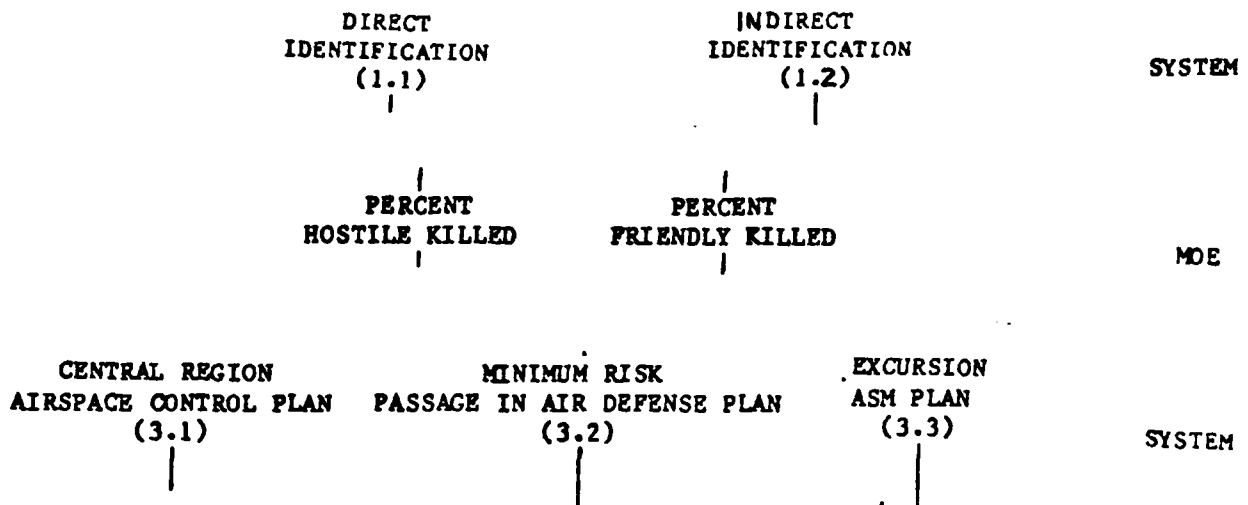 DIRECT
IDENTIFICATION
(1.1)
INDIRECT
IDENTIFICATION
(1.2)
SYSTEM
PERCENT
HOSTILE KILLED
PERCENT
FRIENDLY KILLED
MOE
CENTRAL REGION
AIRSPACE CONTROL PLAN
(3.1)
MINIMUM RISK
PASSAGE IN AIR DEFENSE PLAN
(3.2)
EXCURSION
ASM PLAN
(3.3)
SYSTEM